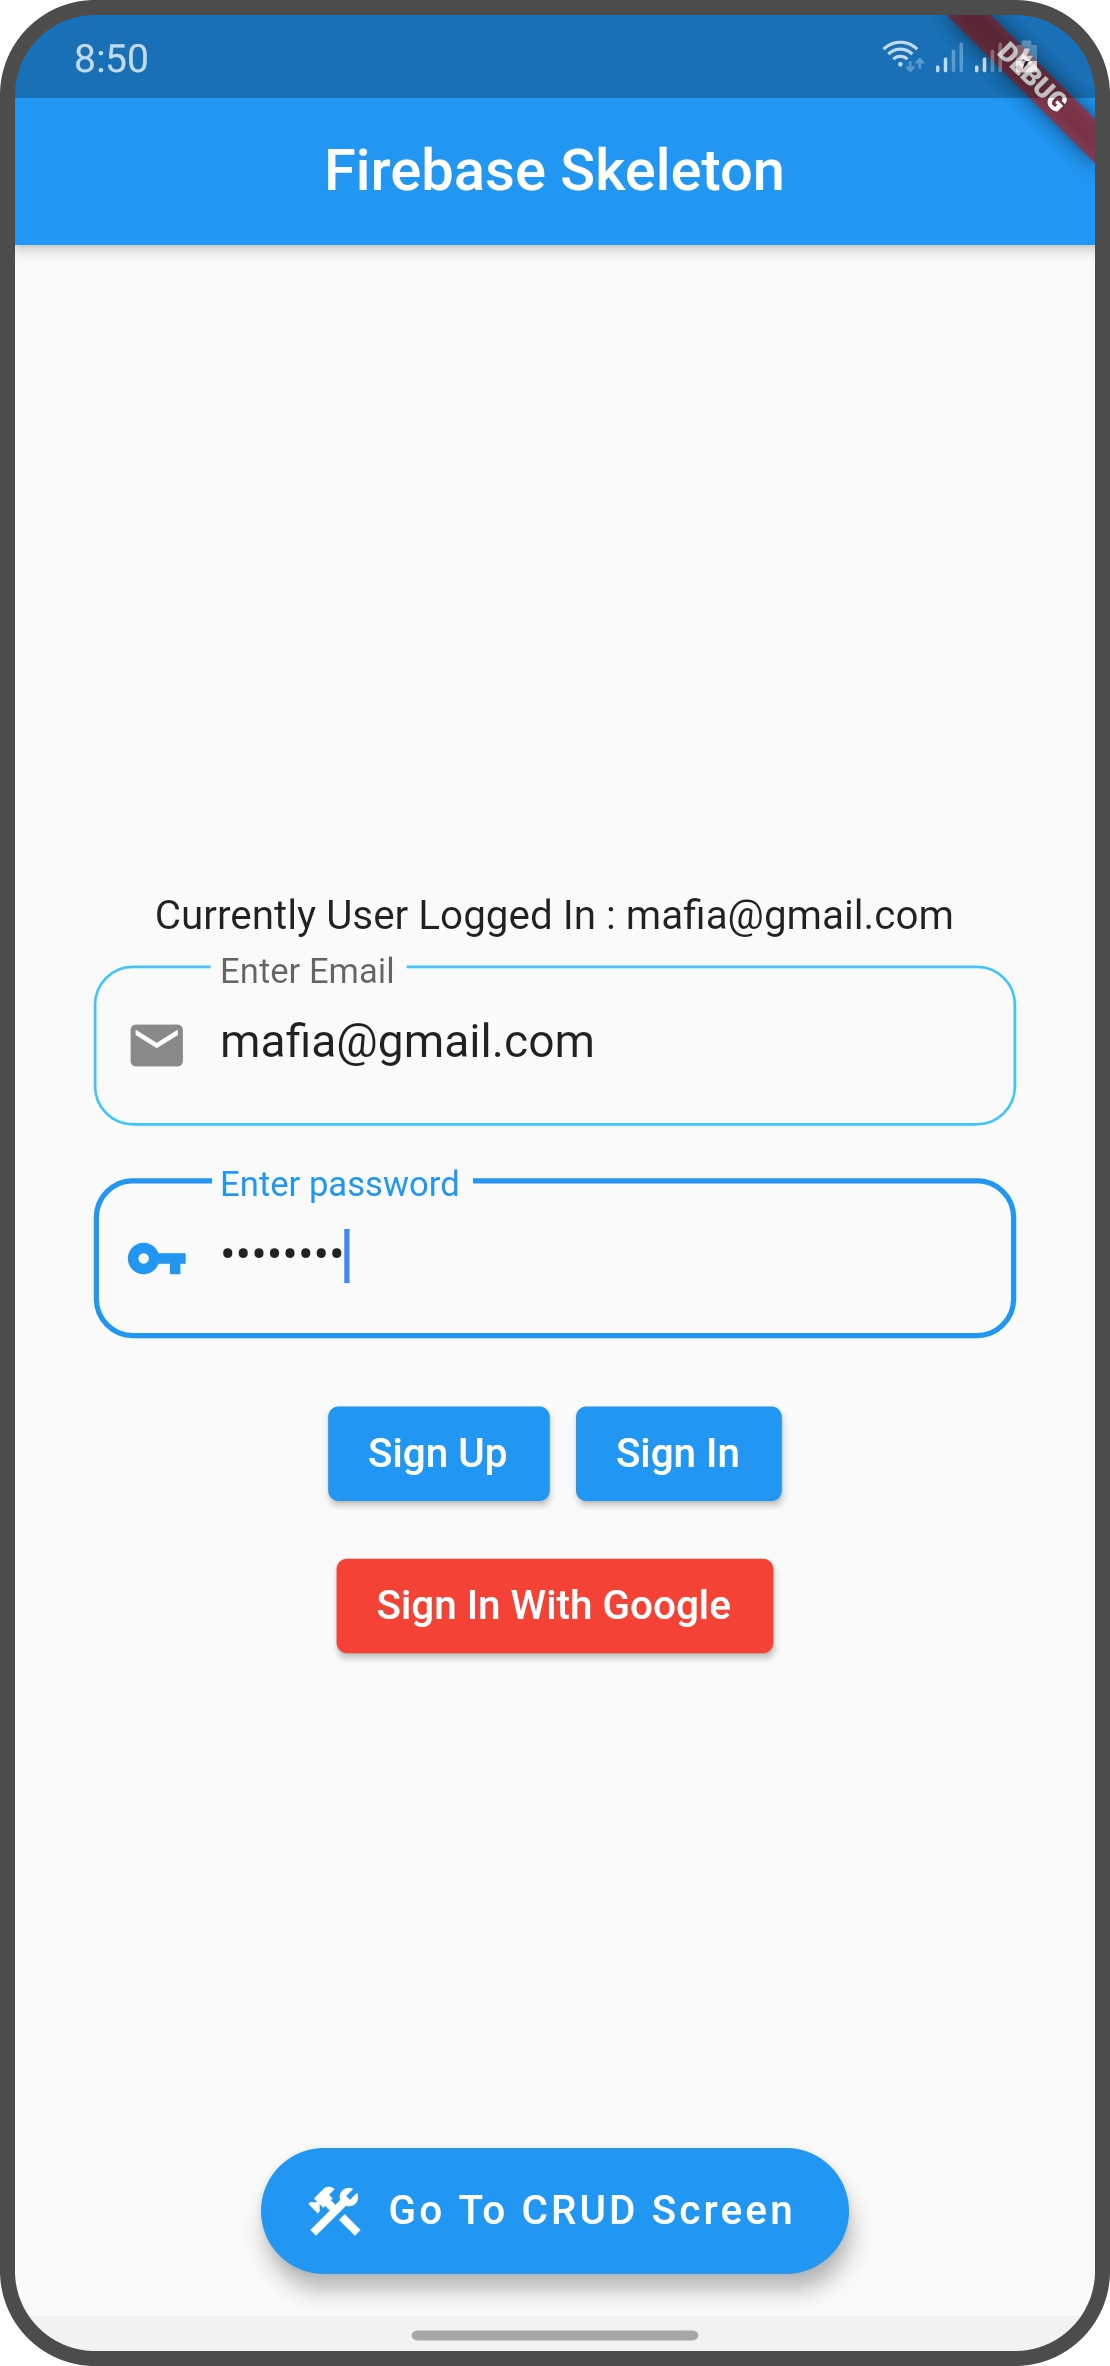 8:50
DEBUG
Firebase Skeleton
Currently User Logged In : mafia@gmail.com
Enter Email
mafia@gmail.com
Enter password
••••••••
Sign Up Sign In
Sign In With Google
Go To CRUD Screen